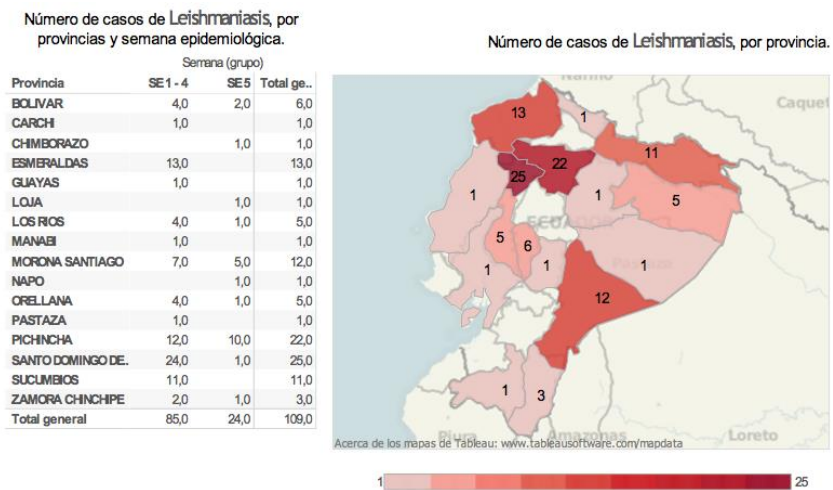 Número de casos de Leishmaniasis, por
provincias y semana epidemiológica.
Semana (grupo)
Provincia SE 1 - 4 SE 5 Total ge..
BOLIVAR 4,0 2,0 6,0
CARCHI 1,0 1,0
CHIMBORAZO 1,0 1,0
ESMERALDAS 13,0 13,0
GUAYAS 1,0 1,0
LOJA 1,0 1,0
LOS RIOS 4,0 1,0 5,0
MANABI 1,0 1,0
MORONA SANTIAGO 7,0 5,0 12,0
NAPO 1,0 1,0
ORELLANA 4,0 1,0 5,0
PASTAZA 1,0 1,0
PICHINCHA 12,0 10,0 22,0
SANTO DOMINGO DE.. 24,0 1,0 25,0
SUCUMBIOS 11,0 11,0
ZAMORA CHINCHIPE 2,0 1,0 3,0
Total general 85,0 24,0 109,0
Número de casos de Leishmaniasis, por provincia.
Nariño
Caquet
13
1
11
22
25
1
1
5
ECUADOR
5
6
1
1
Pastaza
1
12
1
3
Piura
Amazonas
Loreto
Acerca de los mapas de Tableau: www.tableausoftware.com/mapdata
1 25